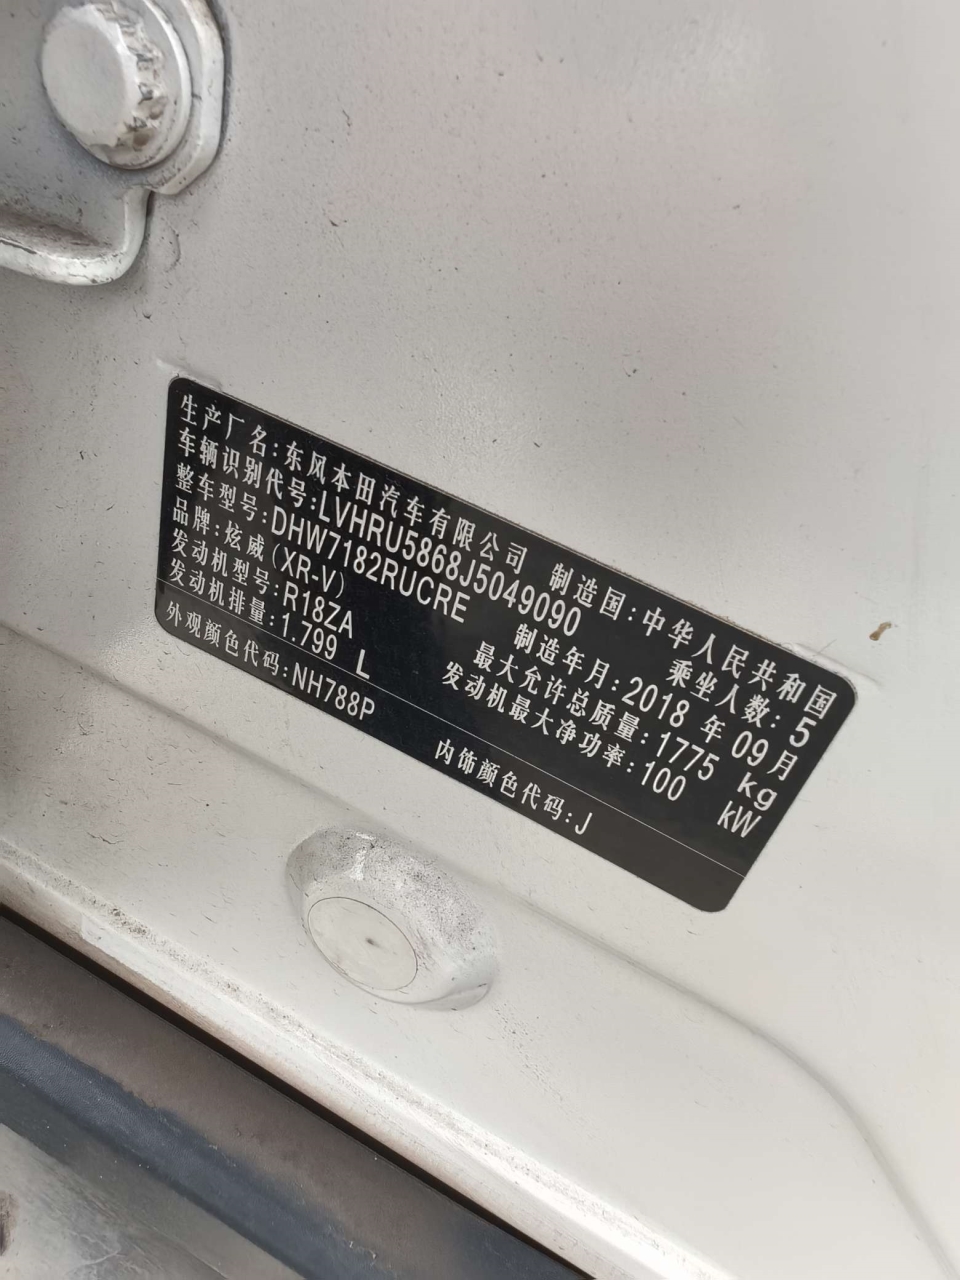 生产厂名:东风本田汽车有限公司 制造国:中华人民共和国
车辆识别代号:LVHRU5868J5049090 乘坐人数:5
整车型号:DHW7182RUCRE 制造年月:2018 年 09 月
品牌:炫威(XR-V) 最大允许总质量:1775 kg
发动机型号:R18ZA 发动机最大净功率:100 kW
发动机排量:1.799 L
外观颜色代码:NH788P 内饰颜色代码:J